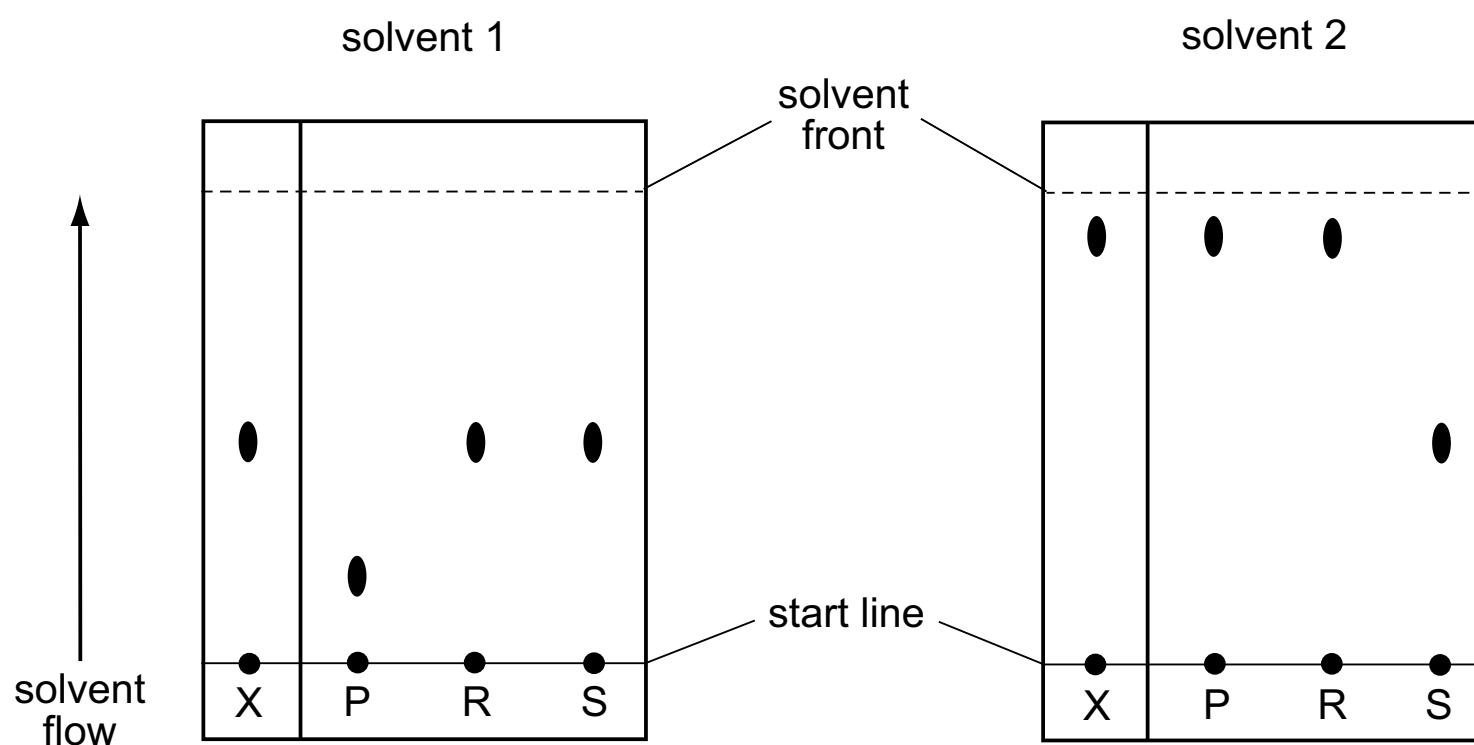 solvent 1
solvent 2
solvent
front
start line
solvent
flow
X P R S
X P R S